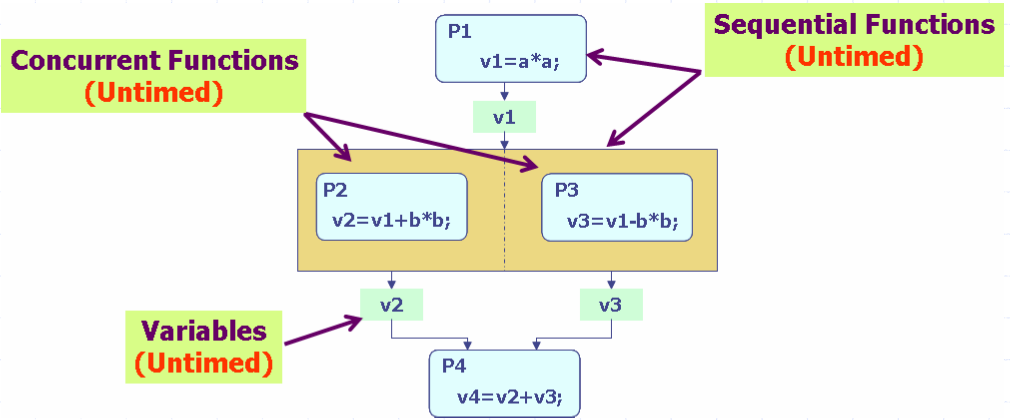 Concurrent Functions
(Untimed)
P1
v1=a*a;
Sequential Functions
(Untimed)
v1
P2
v2=v1+b*b;
P3
v3=v1-b*b;
v2
v3
Variables
(Untimed)
P4
v4=v2+v3;